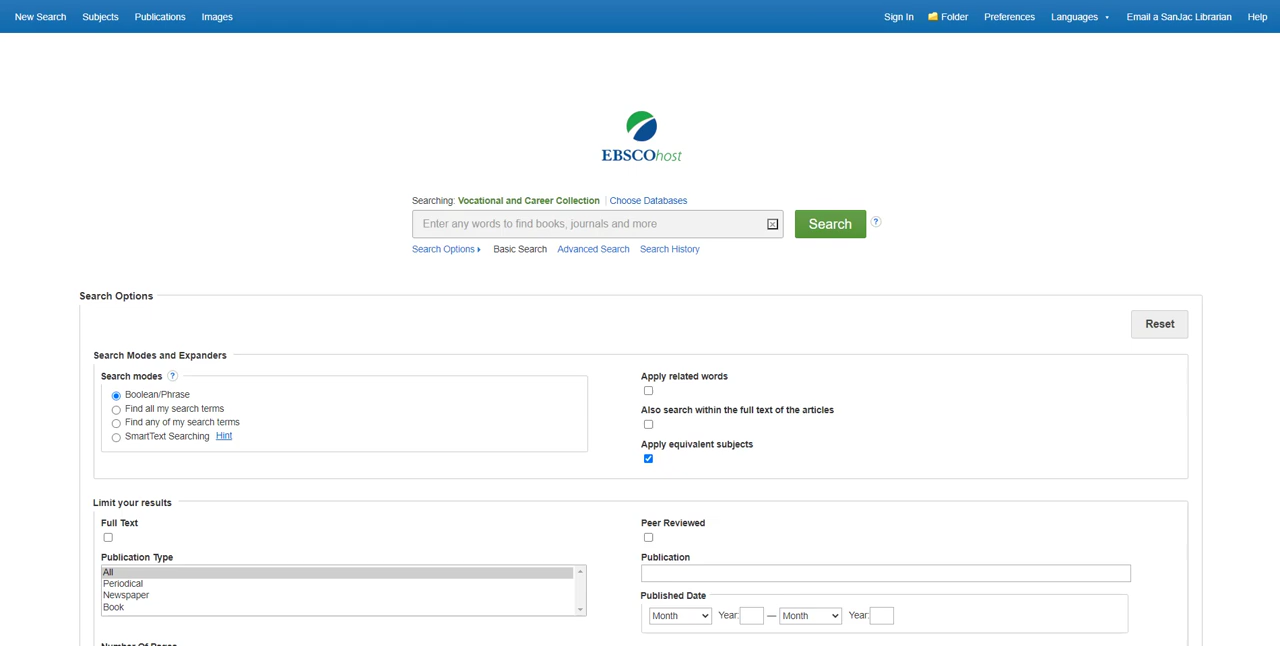 New Search Subjects Publications Images Sign In Folder Preferences Languages Email a SanJac Librarian Help
EBSCOhost
Searching: Vocational and Career Collection Choose Databases
Enter any words to find books, journals and more Search ?
Search Options Basic Search Advanced Search Search History
Search Options
Reset
Search Modes and Expanders
Search modes ? Apply related words
Boolean/Phrase
Find all my search terms Also search within the full text of the articles
Find any of my search terms
SmartText Searching Hint Apply equivalent subjects
Limit your results
Full Text Peer Reviewed
Publication Type Publication
All
Periodical
Newspaper Published Date
Book Month Year: — Month Year:
Number Of Pages